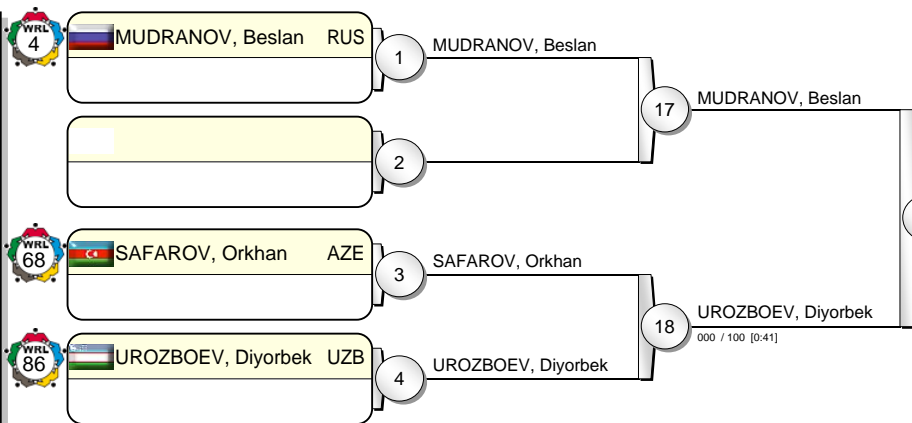 WRL
4
MUDRANOV, Beslan RUS
1
MUDRANOV, Beslan
17
MUDRANOV, Beslan
2
WRL
68
SAFAROV, Orkhan AZE
3
SAFAROV, Orkhan
18
UROZBOEV, Diyorbek
000 / 100 [0:41]
WRL
86
UROZBOEV, Diyorbek UZB
4
UROZBOEV, Diyorbek